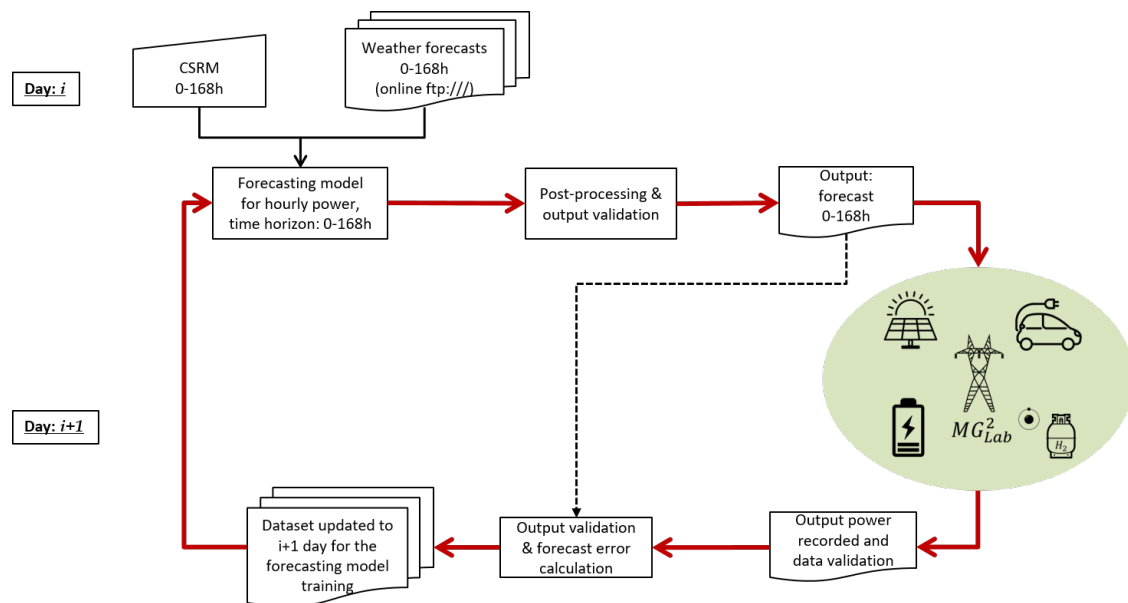 CSRM
0-168h
Weather forecasts
0-168h
(online ftp:///)
Day: i
Forecasting model
for hourly power,
time horizon: 0-168h
Post-processing &
output validation
Output:
forecast
0-168h
MG²Lab
H₂
Day: i+1
Dataset updated to
i+1 day for the
forecasting model
training
Output validation
& forecast error
calculation
Output power
recorded and
data validation